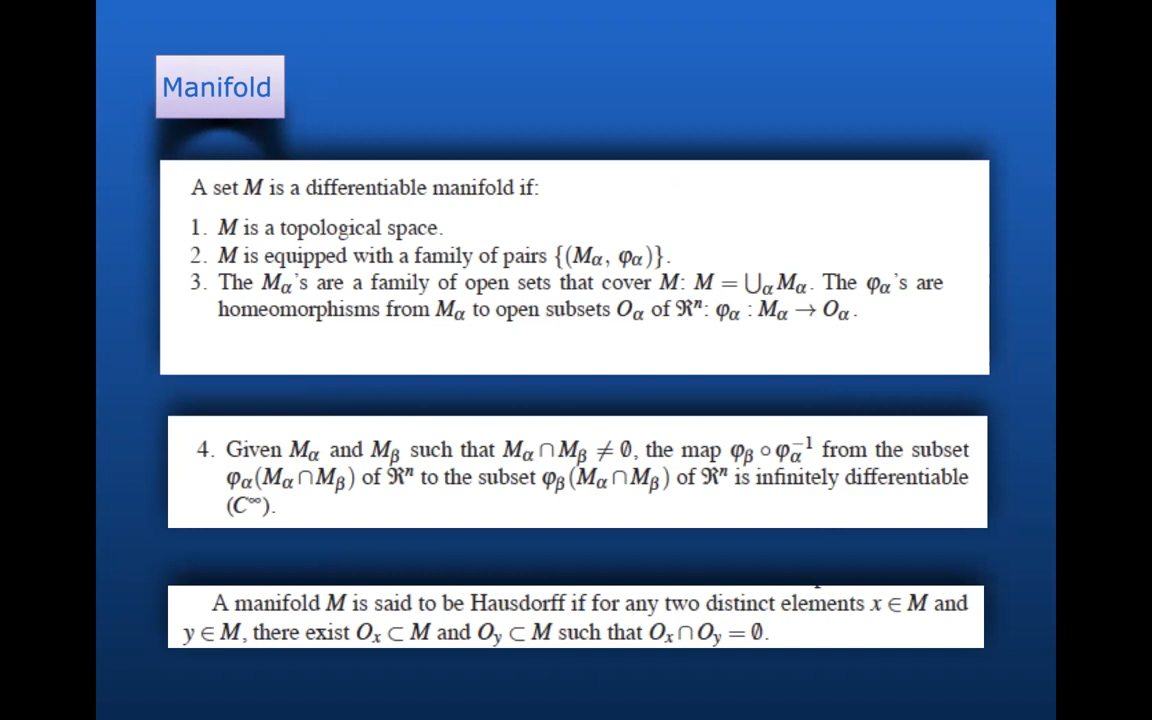 Manifold
A set M is a differentiable manifold if:
1. M is a topological space.
2. M is equipped with a family of pairs {(Mα, φα)}.
3. The Mα's are a family of open sets that cover M: M = ⋃αMα. The φα's are
homeomorphisms from Mα to open subsets Oα of ℜⁿ: φα : Mα → Oα.
4. Given Mα and Mβ such that Mα ∩ Mβ ≠ ∅, the map φβ ∘ φα⁻¹ from the subset
φα(Mα ∩ Mβ) of ℜⁿ to the subset φβ(Mα ∩ Mβ) of ℜⁿ is infinitely differentiable
(C∞).
A manifold M is said to be Hausdorff if for any two distinct elements x ∈ M and
y ∈ M, there exist Ox ⊂ M and Oy ⊂ M such that Ox ∩ Oy = ∅.